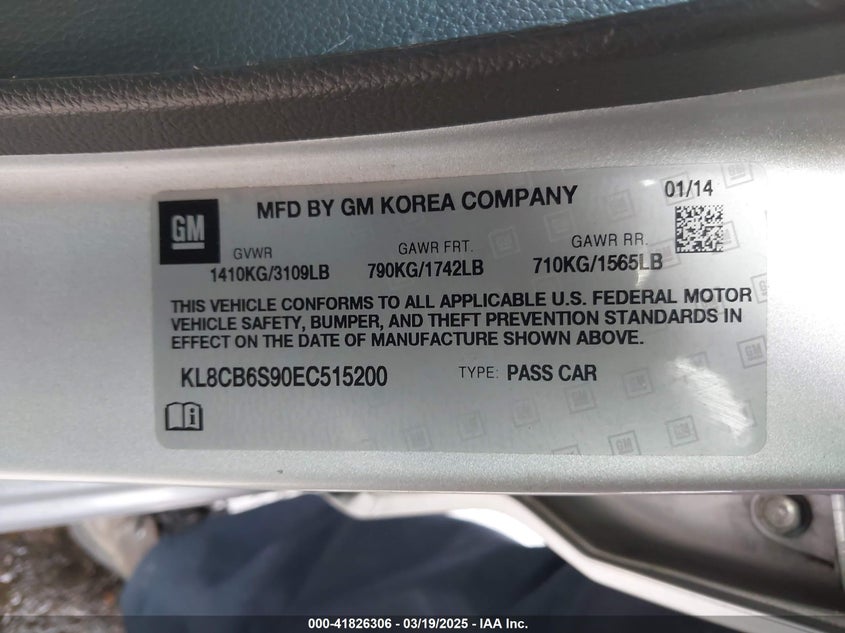 GM
MFD BY GM KOREA COMPANY
01/14
GVWR
1410KG/3109LB
GAWR FRT.
790KG/1742LB
GAWR RR.
710KG/1565LB
THIS VEHICLE CONFORMS TO ALL APPLICABLE U.S. FEDERAL MOTOR
VEHICLE SAFETY, BUMPER, AND THEFT PREVENTION STANDARDS IN
EFFECT ON THE DATE OF MANUFACTURE SHOWN ABOVE.
KL8CB6S90EC515200
TYPE: PASS CAR
000-41826306 - 03/19/2025 - IAA Inc.